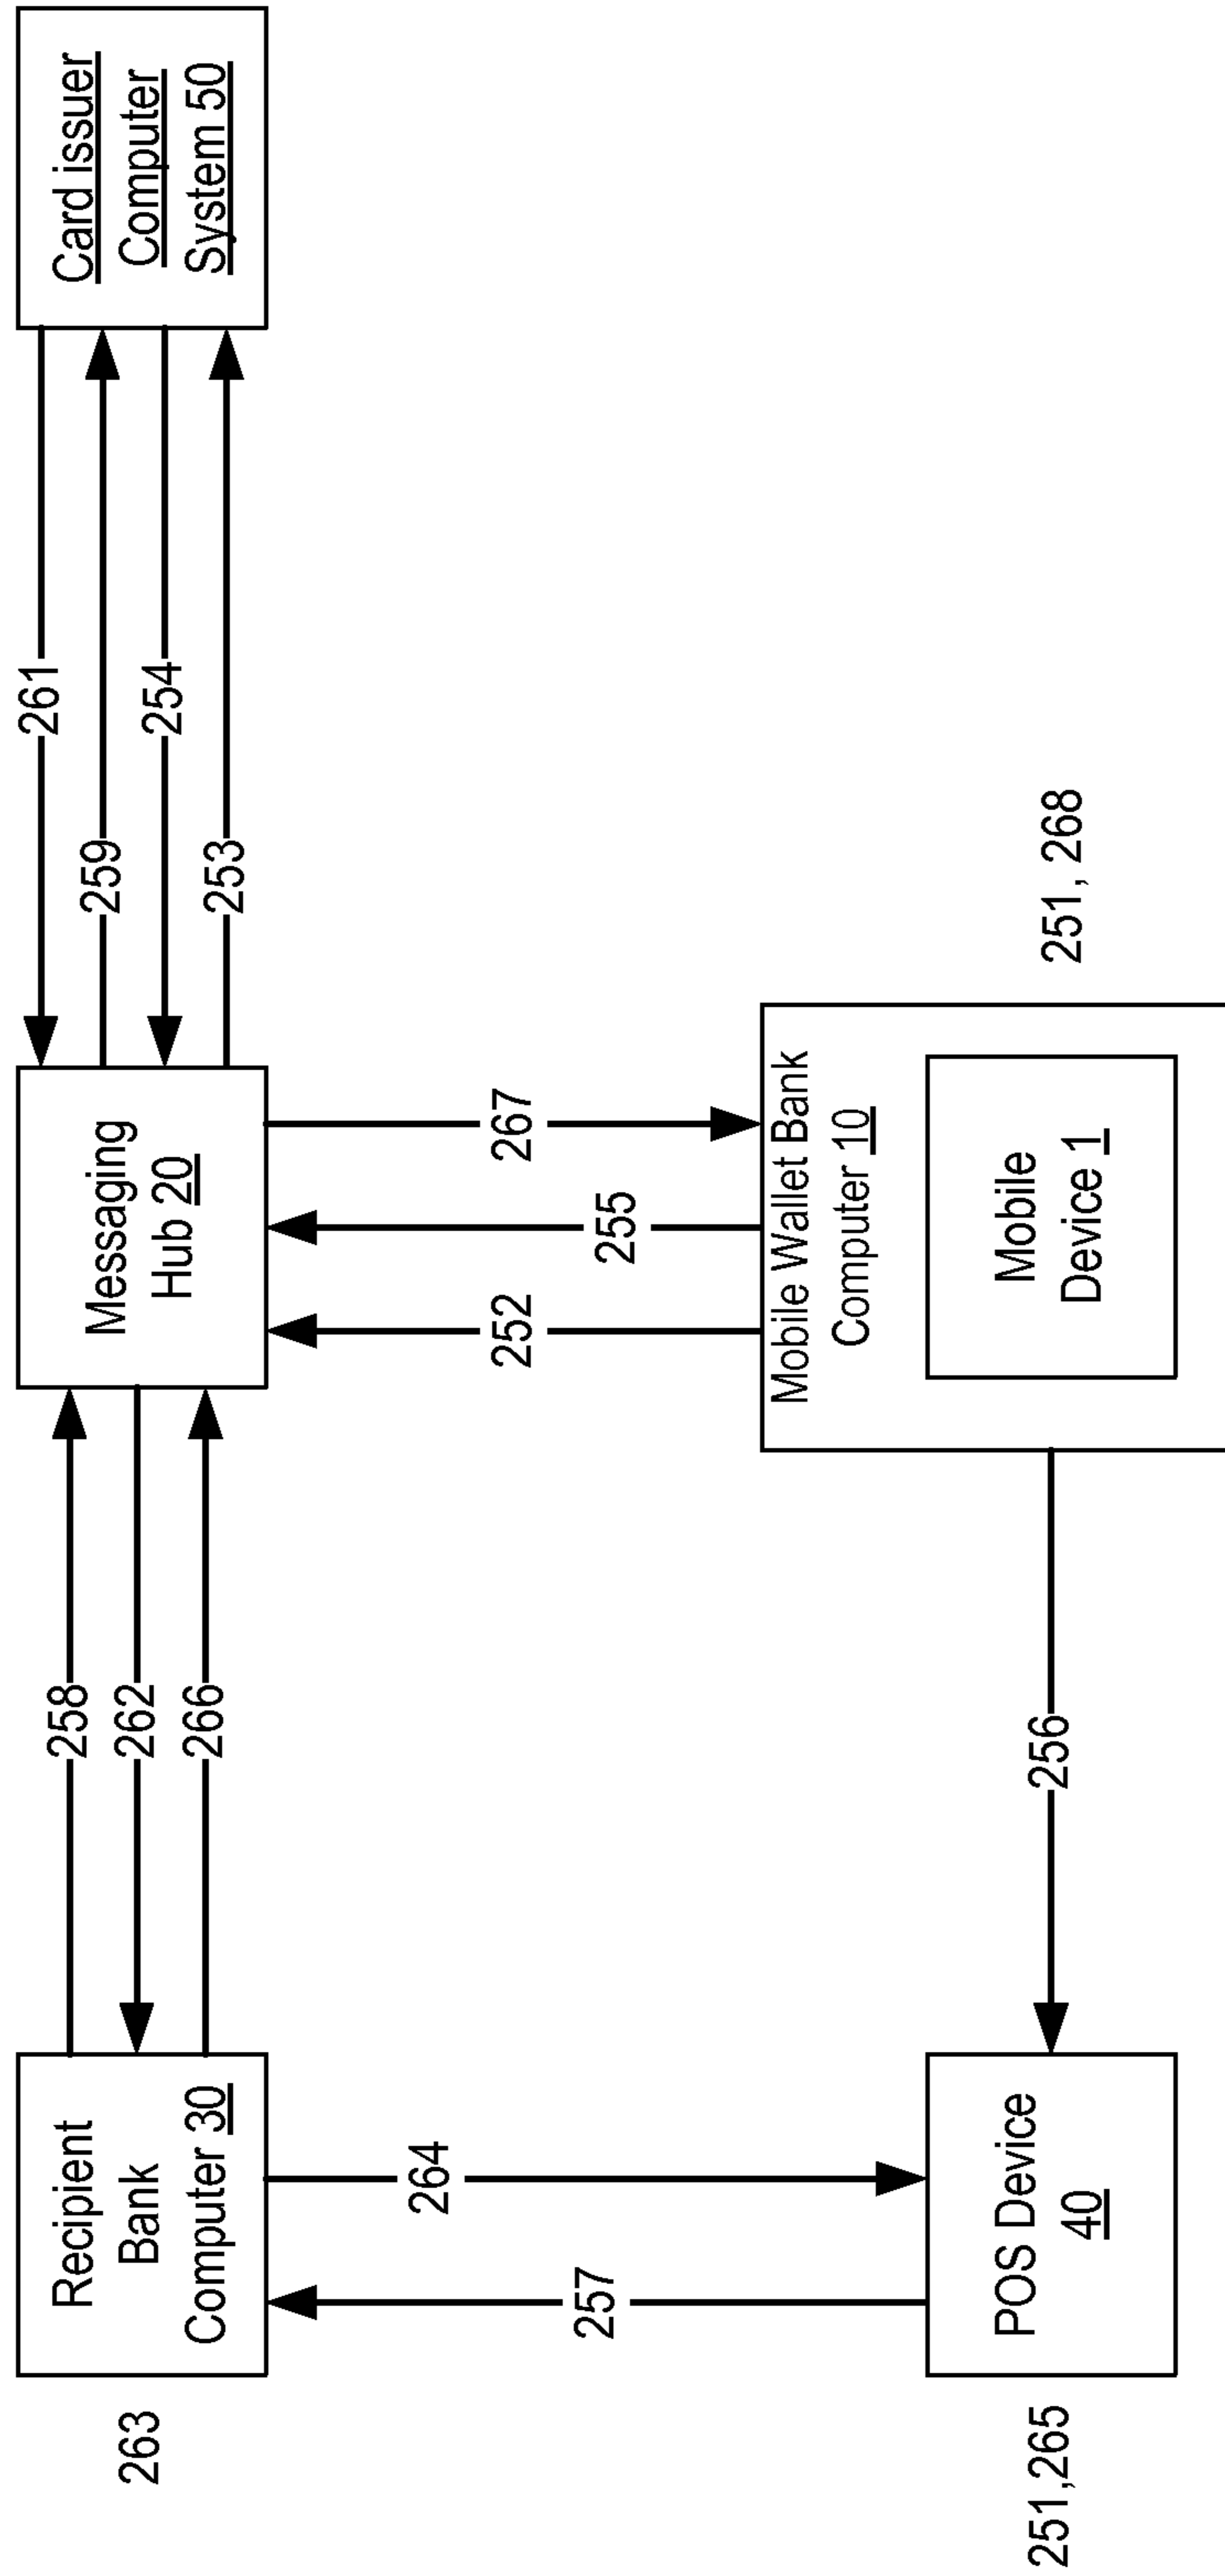 263
Recipient
Bank
Computer 30
258
262
266
Messaging
Hub 20
261
259
254
253
Card issuer
Computer
System 50
257
264
252
255
267
251,265
POS Device
40
256
Mobile Wallet Bank
Computer 10
Mobile
Device 1
251, 268